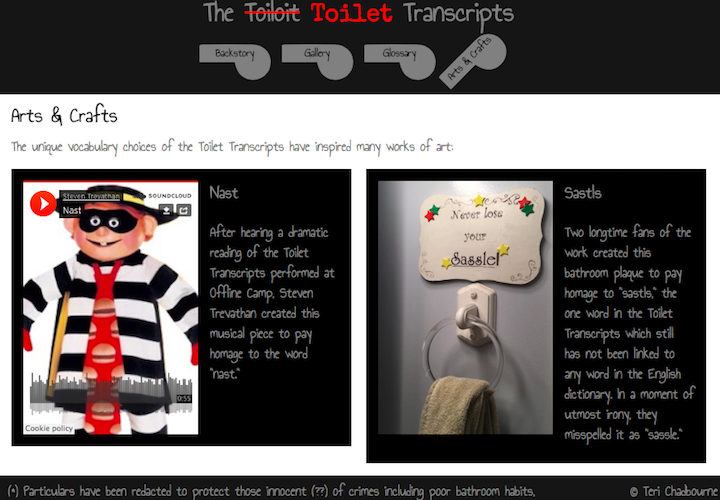 The Toiloit Toilet Transcripts
Backstory
Gallery
Glossary
Arts & Crafts
Arts & Crafts
The unique vocabulary choices of the Toilet Transcripts have inspired many works of art:
Steven Trevathan
SOUNDCLOUD
Nast
0:55
Cookie policy
Nast
After hearing a dramatic
reading of the Toilet
Transcripts performed at
Offline Camp, Steven
Trevathan created this
musical piece to pay
homage to the word
"nast."
Never lose
your
Sassle!
Sastls
Two longtime fans of the
work created this
bathroom plaque to pay
homage to "sastls," the
one word in the Toilet
Transcripts which still
has not been linked to
any word in the English
dictionary. In a moment of
utmost irony, they
misspelled it as "sassle."
(*) Particulars have been redacted to protect those innocent (??) of crimes including poor bathroom habits.
© Teri Chadbourne